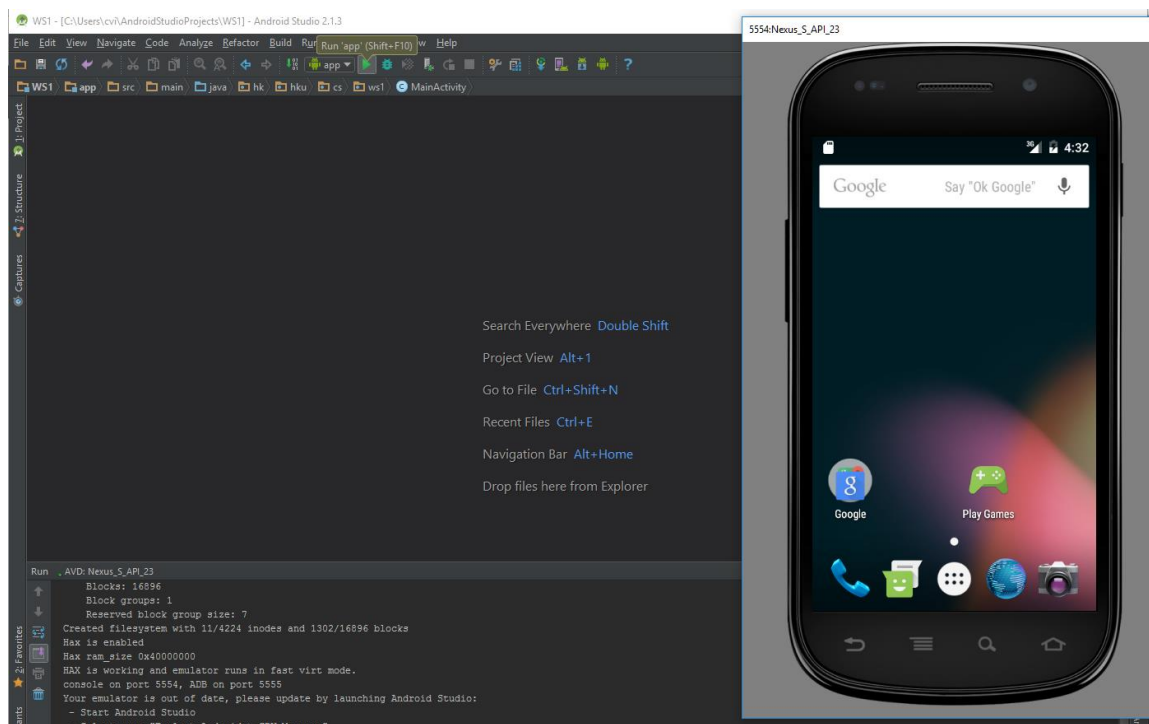 WS1 - [C:\Users\cvi\AndroidStudioProjects\WS1] - Android Studio 2.1.3
File Edit View Navigate Code Analyze Refactor Build Ru w Help
Run 'app' (Shift+F10)
app
WS1 app src main java hk hku cs ws1 MainActivity
1: Project
7: Structure
Captures
Search Everywhere Double Shift
Project View Alt+1
Go to File Ctrl+Shift+N
Recent Files Ctrl+E
Navigation Bar Alt+Home
Drop files here from Explorer
Run AVD: Nexus_S_API_23
Blocks: 16896
Block groups: 1
Reserved block group size: 7
Created filesystem with 11/4224 inodes and 1302/16896 blocks
Hax is enabled
Hax ram_size 0x40000000
HAX is working and emulator runs in fast virt mode.
console on port 5554, ADB on port 5555
Your emulator is out of date, please update by launching Android Studio:
- Start Android Studio
2: Favorites
5554:Nexus_S_API_23
3G 4:32
Google Say "Ok Google"
g
Google Play Games